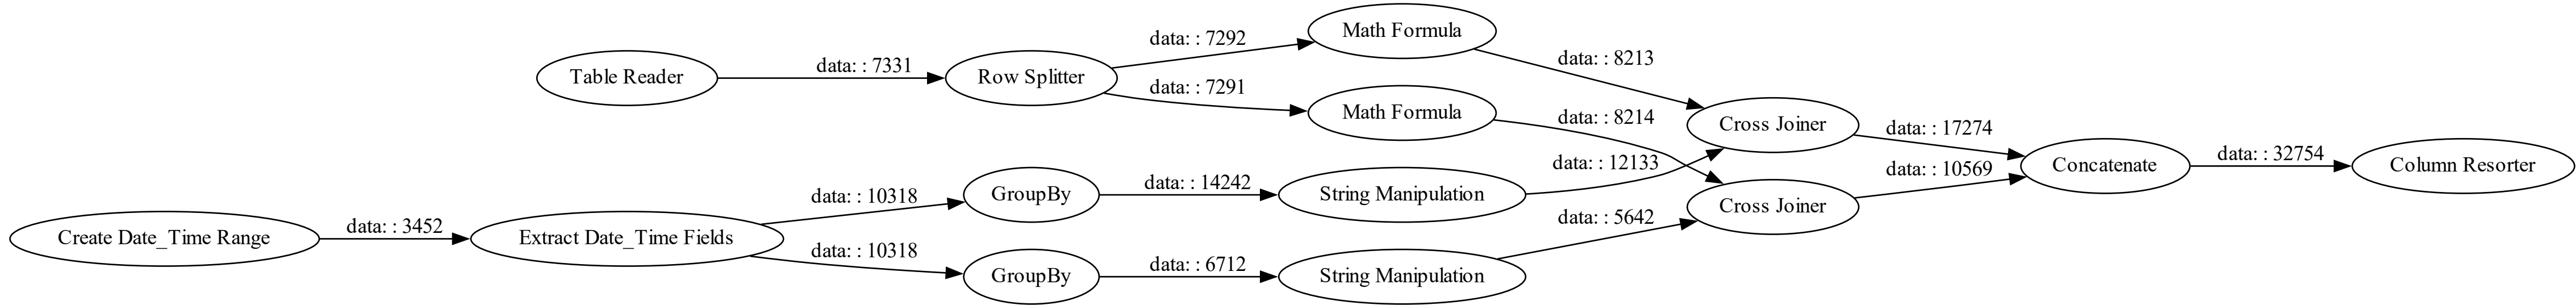 Table Reader
data: : 7331
Row Splitter
data: : 7292
Math Formula
data: : 8213
data: : 7291
Math Formula
data: : 8214
Cross Joiner
data: : 17274
Create Date_Time Range
data: : 3452
Extract Date_Time Fields
data: : 10318
GroupBy
data: : 14242
String Manipulation
data: : 12133
data: : 10318
GroupBy
data: : 6712
String Manipulation
data: : 5642
Cross Joiner
data: : 10569
Concatenate
data: : 32754
Column Resorter